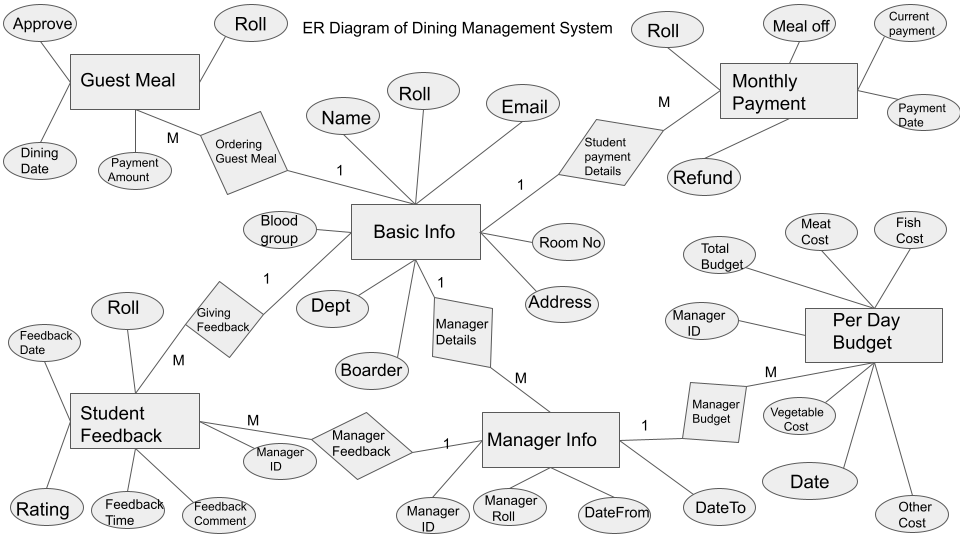 ER Diagram of Dining Management System
Approve
Roll
Guest Meal
Dining
Date
Payment
Amount
M
Ordering
Guest Meal
1
Name
Roll
Email
Roll
Meal off
Current
payment
Monthly
Payment
Payment
Date
Refund
M
Student
payment
Details
1
Basic Info
Blood
group
Room No
Address
Dept
Boarder
1
Giving
Feedback
M
1
Manager
Details
M
Total
Budget
Meat
Cost
Fish
Cost
Manager
ID
Per Day
Budget
Vegetable
Cost
Date
Other
Cost
M
Manager
Budget
1
Roll
Feedback
Date
Student
Feedback
Manager
ID
Rating
Feedback
Time
Feedback
Comment
M
Manager
Feedback
1
Manager Info
Manager
ID
Manager
Roll
DateFrom
DateTo